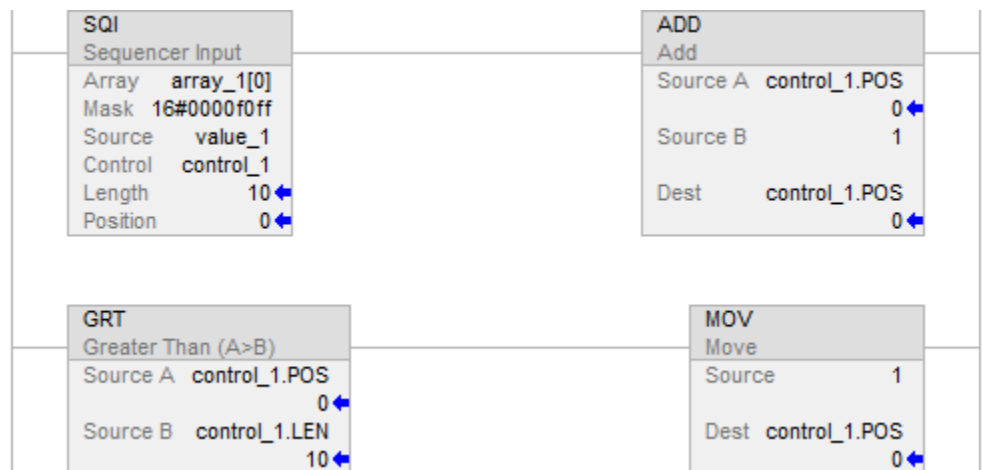 SQI
Sequencer Input
Array array_1[0]
Mask 16#0000f0ff
Source value_1
Control control_1
Length 10
Position 0
ADD
Add
Source A control_1.POS
0
Source B 1
Dest control_1.POS
0
GRT
Greater Than (A>B)
Source A control_1.POS
0
Source B control_1.LEN
10
MOV
Move
Source 1
Dest control_1.POS
0